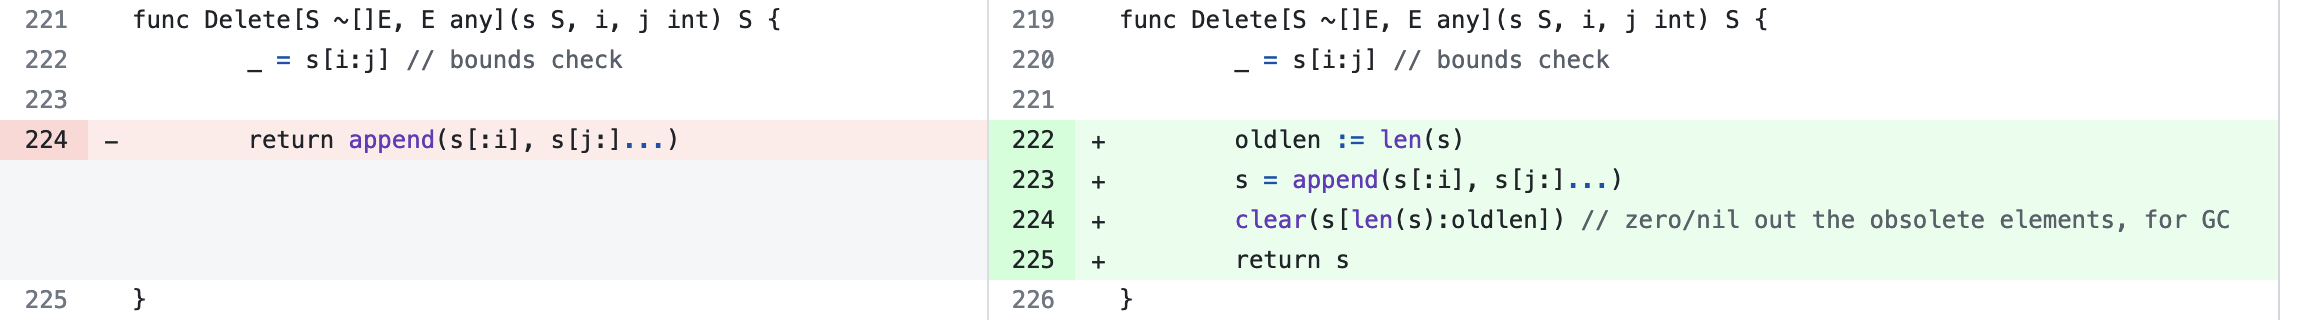 221 func Delete[S ~[]E, E any](s S, i, j int) S {
222 _ = s[i:j] // bounds check
223
224 - return append(s[:i], s[j:]...)
225 }
219 func Delete[S ~[]E, E any](s S, i, j int) S {
220 _ = s[i:j] // bounds check
221
222 + oldlen := len(s)
223 + s = append(s[:i], s[j:]...)
224 + clear(s[len(s):oldlen]) // zero/nil out the obsolete elements, for GC
225 + return s
226 }